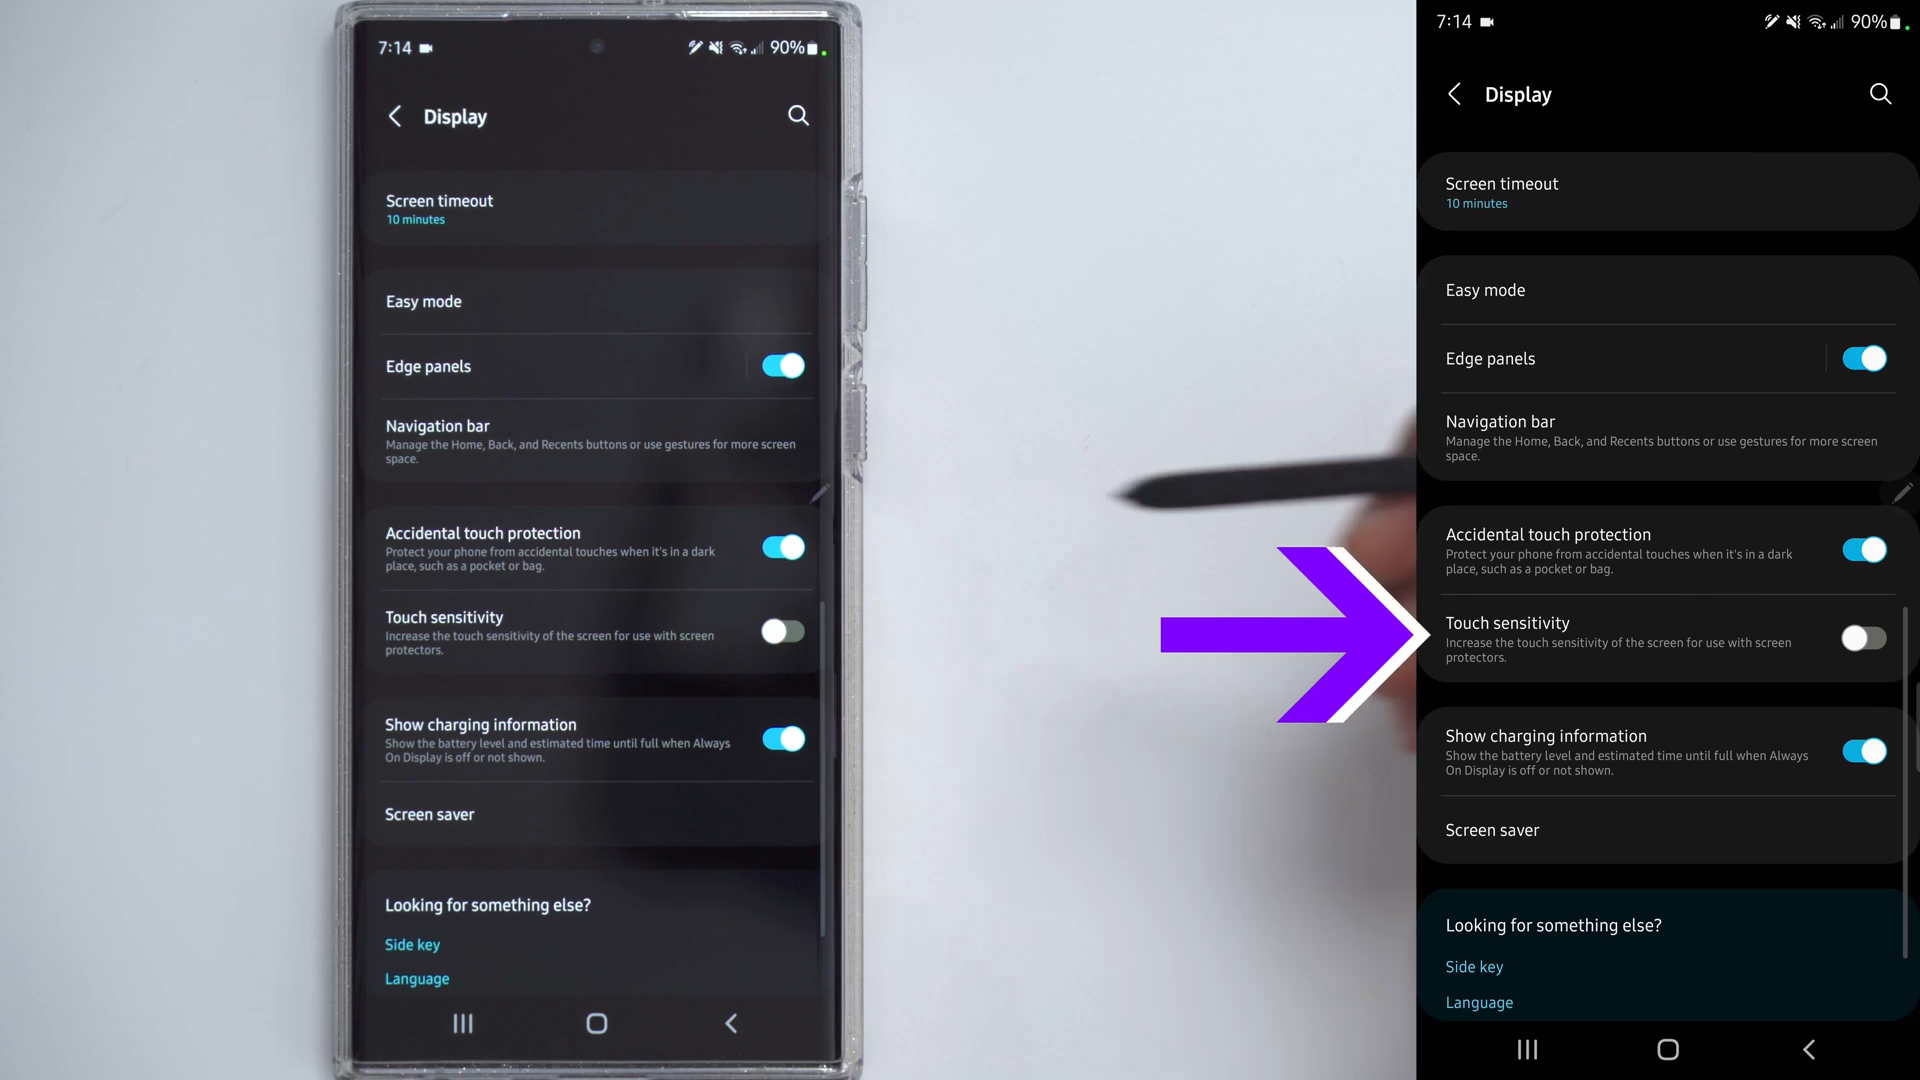 7:14
90%
Display
Screen timeout
10 minutes
Easy mode
Edge panels
Navigation bar
Manage the Home, Back, and Recents buttons or use gestures for more screen
space.
Accidental touch protection
Protect your phone from accidental touches when it's in a dark
place, such as a pocket or bag.
Touch sensitivity
Increase the touch sensitivity of the screen for use with screen
protectors.
Show charging information
Show the battery level and estimated time until full when Always
On Display is off or not shown.
Screen saver
Looking for something else?
Side key
Language
7:14
90%
Display
Screen timeout
10 minutes
Easy mode
Edge panels
Navigation bar
Manage the Home, Back, and Recents buttons or use gestures for more screen
space.
Accidental touch protection
Protect your phone from accidental touches when it's in a dark
place, such as a pocket or bag.
Touch sensitivity
Increase the touch sensitivity of the screen for use with screen
protectors.
Show charging information
Show the battery level and estimated time until full when Always
On Display is off or not shown.
Screen saver
Looking for something else?
Side key
Language